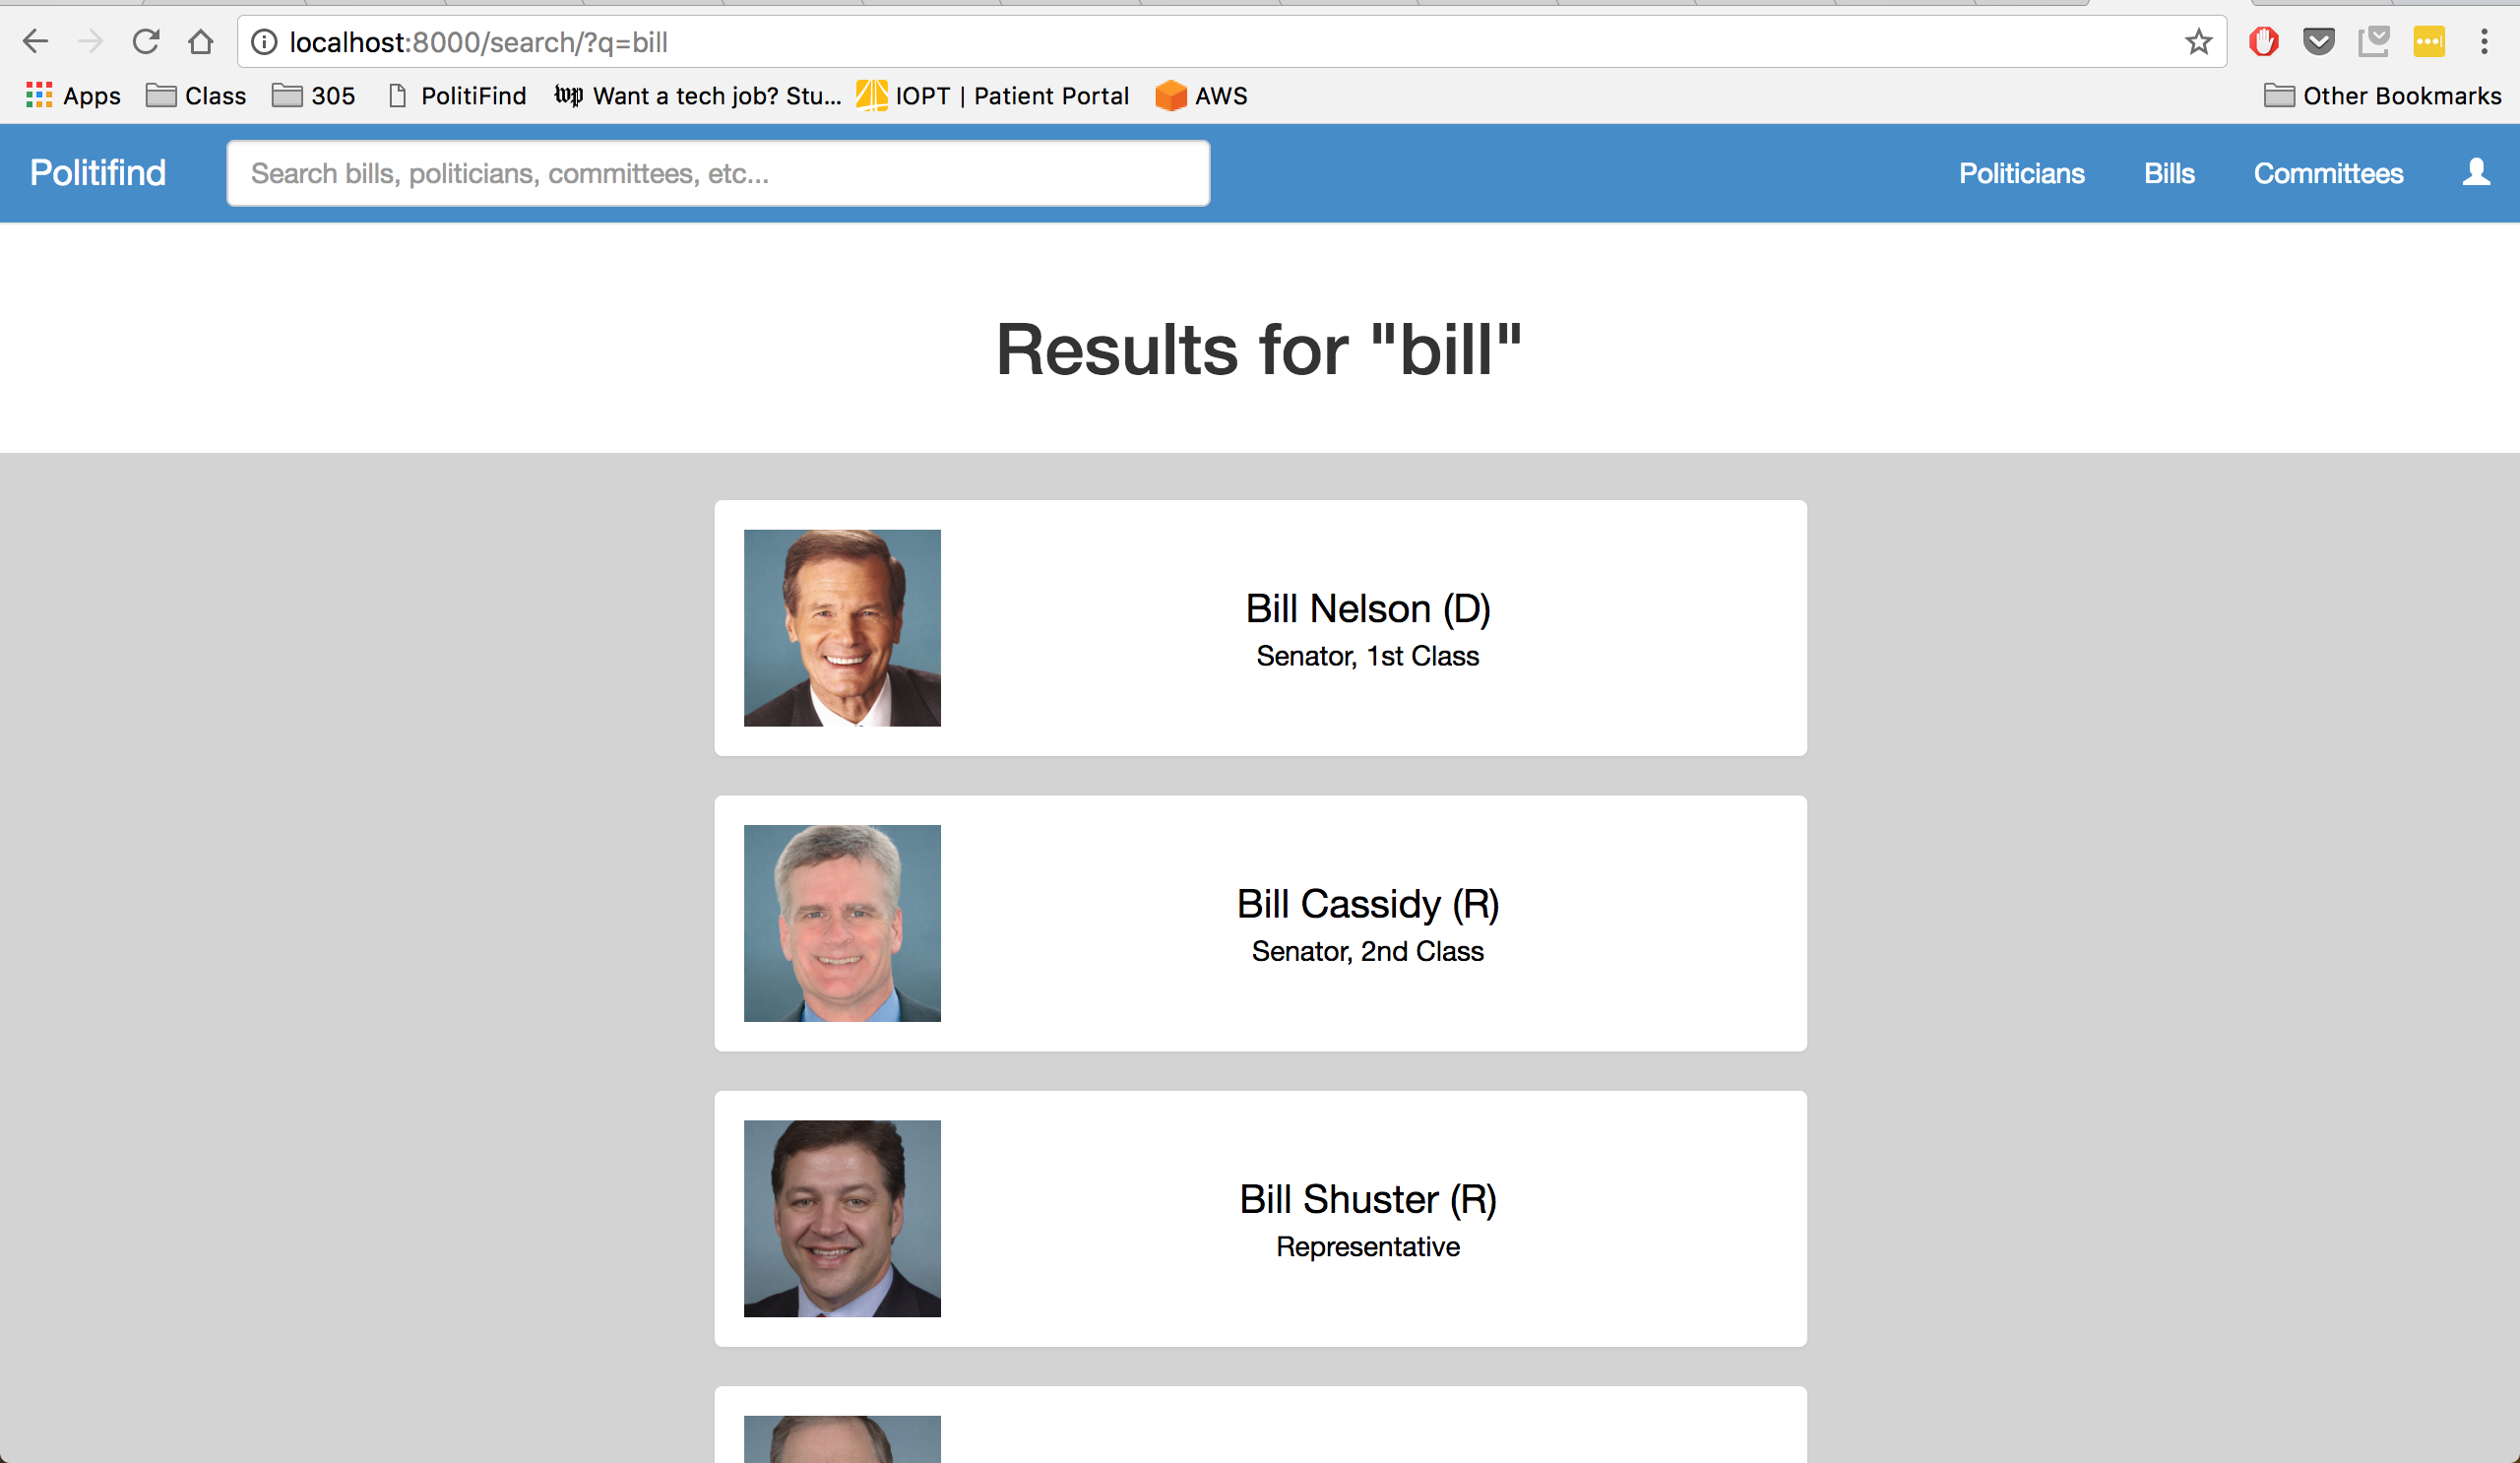 localhost:8000/search/?q=bill
Apps Class 305 PolitiFind Want a tech job? Stu... IOPT | Patient Portal AWS Other Bookmarks
Politifind Search bills, politicians, committees, etc... Politicians Bills Committees
Results for "bill"
Bill Nelson (D)
Senator, 1st Class
Bill Cassidy (R)
Senator, 2nd Class
Bill Shuster (R)
Representative